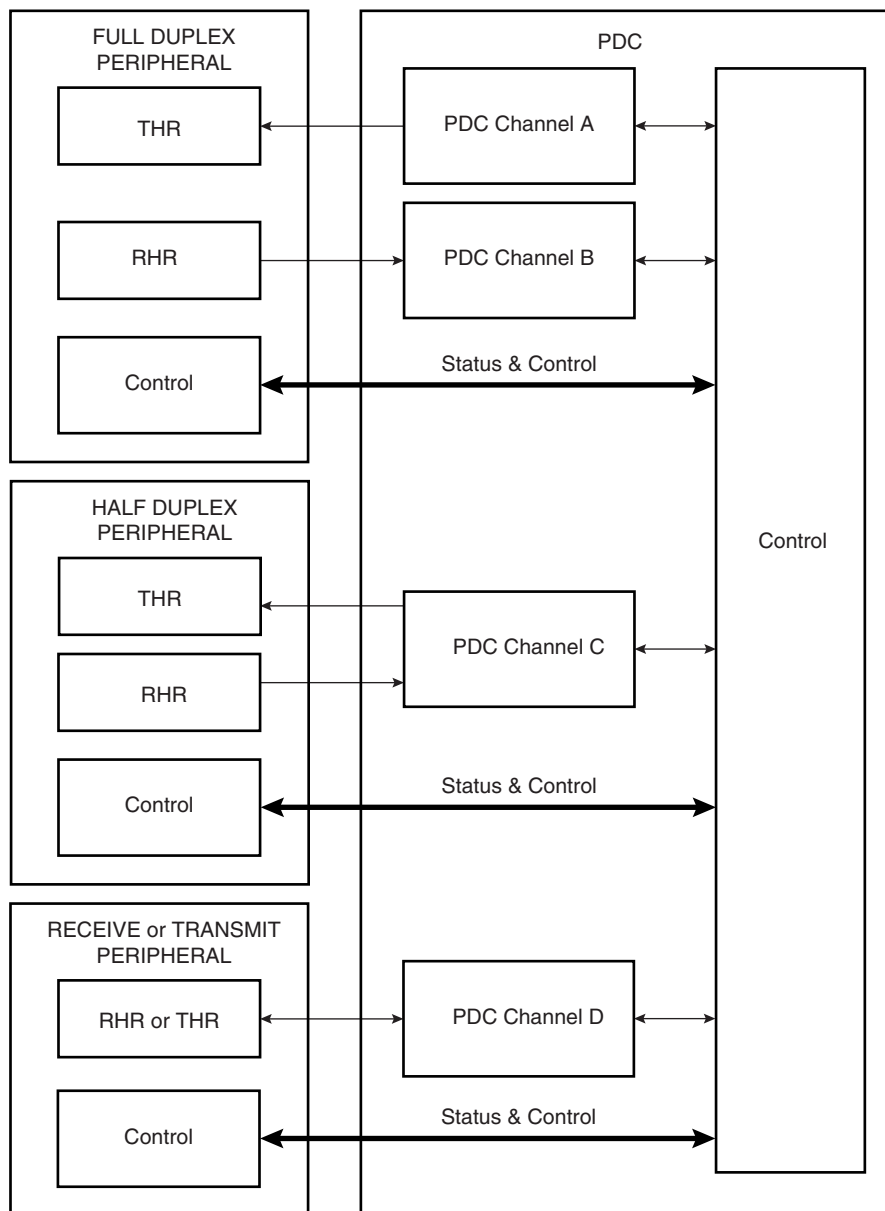 FULL DUPLEX
PERIPHERAL
THR
RHR
Control
HALF DUPLEX
PERIPHERAL
THR
RHR
Control
RECEIVE or TRANSMIT
PERIPHERAL
RHR or THR
Control
PDC
PDC Channel A
PDC Channel B
Status & Control
PDC Channel C
Status & Control
PDC Channel D
Status & Control
Control